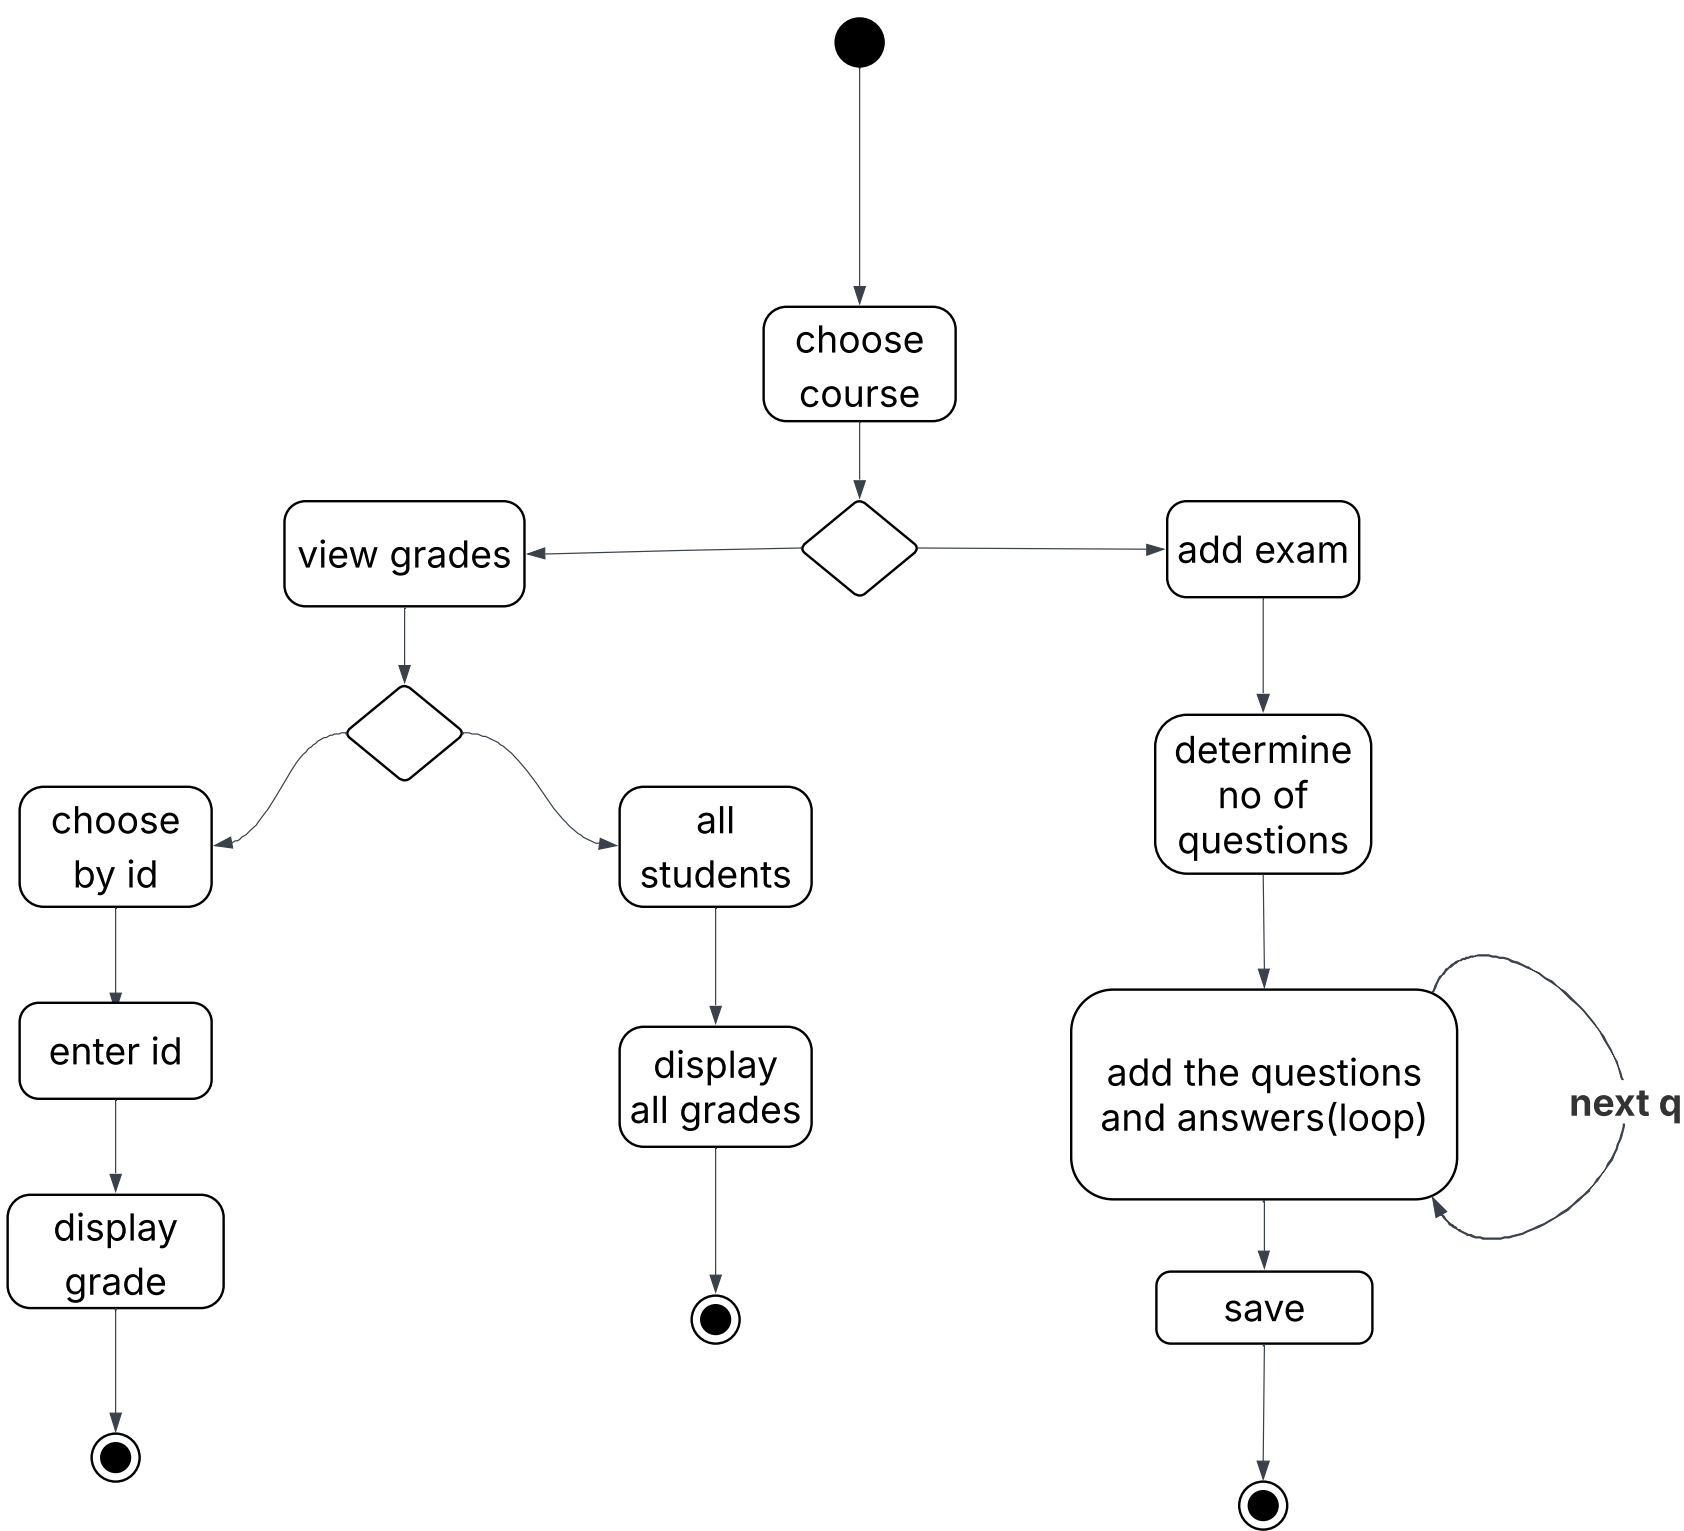 choose
course
view grades
add exam
choose
by id
all
students
determine
no of
questions
enter id
display
all grades
add the questions
and answers(loop)
next q
display
grade
save